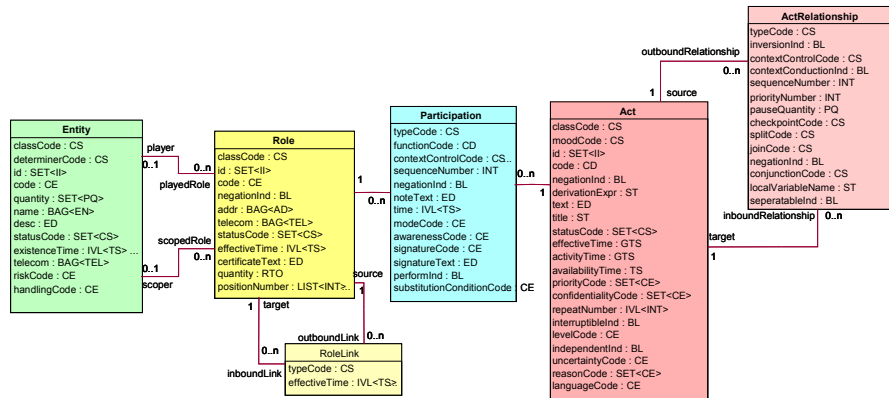 ActRelationship
typeCode : CS
inversionInd : BL
contextControlCode : CS
contextConductionInd : BL
sequenceNumber : INT
priorityNumber : INT
pauseQuantity : PQ
checkpointCode : CS
splitCode : CS
joinCode : CS
negationInd : BL
conjunctionCode : CS
localVariableName : ST
seperatableInd : BL
outboundRelationship
0..n
1
source
inboundRelationship
0..n
target
1
Entity
classCode : CS
determinerCode : CS
id : SET<II>
code : CE
quantity : SET<PQ>
name : BAG<EN>
desc : ED
statusCode : SET<CS>
existenceTime : IVL<TS> ...
telecom : BAG<TEL>
riskCode : CE
handlingCode : CE
player
0..1
0..n
playedRole
scopedRole
0..n
0..1
scoper
Role
classCode : CS
id : SET<II>
code : CE
negationInd : BL
addr : BAG<AD>
telecom : BAG<TEL>
statusCode : SET<CS>
effectiveTime : IVL<TS>
certificateText : ED
quantity : RTO
positionNumber : LIST<INT>..
1
0..n
source
1
1
target
outboundLink
0..n
0..n
inboundLink
RoleLink
typeCode : CS
effectiveTime : IVL<TS>..
Participation
typeCode : CS
functionCode : CD
contextControlCode : CS...
sequenceNumber : INT
negationInd : BL
noteText : ED
time : IVL<TS>
modeCode : CE
awarenessCode : CE
signatureCode : CE
signatureText : ED
performInd : BL
substitutionConditionCode : CE
0..n
1
Act
classCode : CS
moodCode : CS
id : SET<II>
code : CD
negationInd : BL
derivationExpr : ST
text : ED
title : ST
statusCode : SET<CS>
effectiveTime : GTS
activityTime : GTS
availabilityTime : TS
priorityCode : SET<CE>
confidentialityCode : SET<CE>
repeatNumber : IVL<INT>
interruptibleInd : BL
levelCode : CE
independentInd : BL
uncertaintyCode : CE
reasonCode : SET<CE>
languageCode : CE